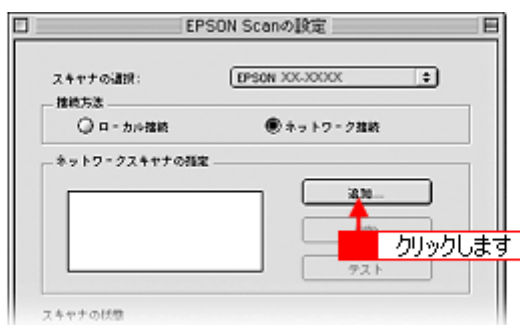 EPSON Scanの設定
スキャナの選択:
EPSON XX-XXXX
接続方法
ローカル接続
ネットワーク接続
ネットワークスキャナの指定
追加...
クリックします
テスト
スキャナの状態